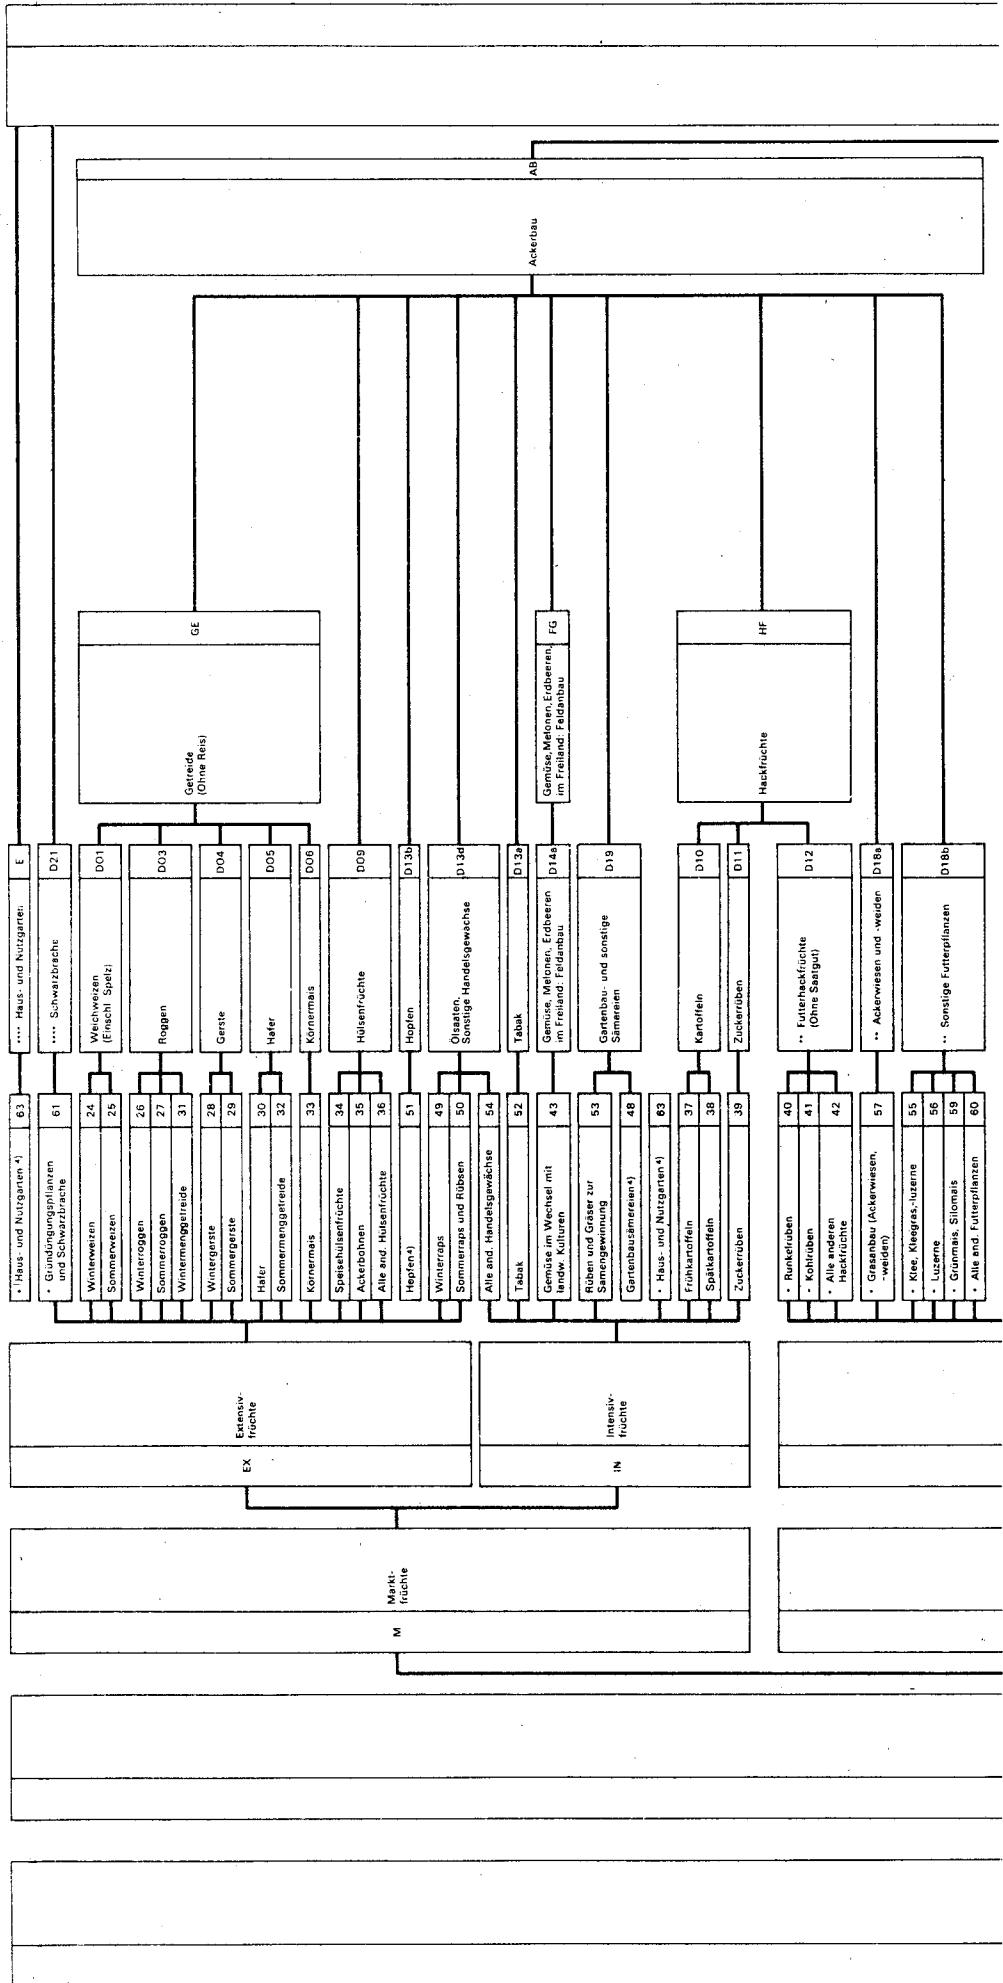 AB
Ackerbau
GE
Getreide
(Ohne Reis)
FG
Gemüse, Melonen, Erdbeeren,
im Freiland: Feldanbau
HF
Hackfrüchte
E
**** Haus- und Nutzgarten
D21
**** Schwarzbrache
D01
Weichweizen
(Einschl Spelz)
D03
Roggen
D04
Gerste
D05
Hafer
D06
Körnermais
D09
Hülsenfrüchte
D13b
Hopfen
D13d
Ölsaaten,
Sonstige Handelsgewächse
D13a
Tabak
D14a
Gemüse, Melonen, Erdbeeren
im Freiland: Feldanbau
D19
Gartenbau- und sonstige
Sämereien
D10
Kartoffeln
D11
Zuckerrüben
D12
** Futterhackfrüchte
(Ohne Saatgut)
D18a
** Ackerwiesen und -weiden
D18b
** Sonstige Futterpflanzen
* Haus- und Nutzgarten 4) 63
* Gründüngungspflanzen
und Schwarzbrache 61
Winterweizen 24
Sommerweizen 25
Winterroggen 26
Sommerroggen 27
Wintermenggetreide 31
Wintergerste 28
Sommergerste 29
Hafer 30
Sommermenggetreide 32
Körnermais 33
Speisehülsenfrüchte 34
Ackerbohnen 35
Alle and. Hülsenfrüchte 36
Hopfen4) 51
Winterraps 49
Sommerraps und Rübsen 50
Alle and. Handelsgewächse 54
Tabak 52
Gemüse im Wechsel mit
landw. Kulturen 43
Rüben und Gräser zur
Samengewinnung 53
Gartenbausämereien4) 48
* Haus- und Nutzgarten4) 63
Frühkartoffeln 37
Spätkartoffeln 38
Zuckerrüben 39
* Runkelrüben 40
* Kohlrüben 41
* Alle anderen
Hackfrüchte 42
* Grasanbau (Ackerwiesen,
-weiden) 57
* Klee, Kleegras,-luzerne 55
* Luzerne 56
* Grünmais, Silomais 59
* Alle and. Futterpflanzen 60
Extensiv-
früchte
EX
Intensiv-
früchte
IN
Markt-
früchte
M